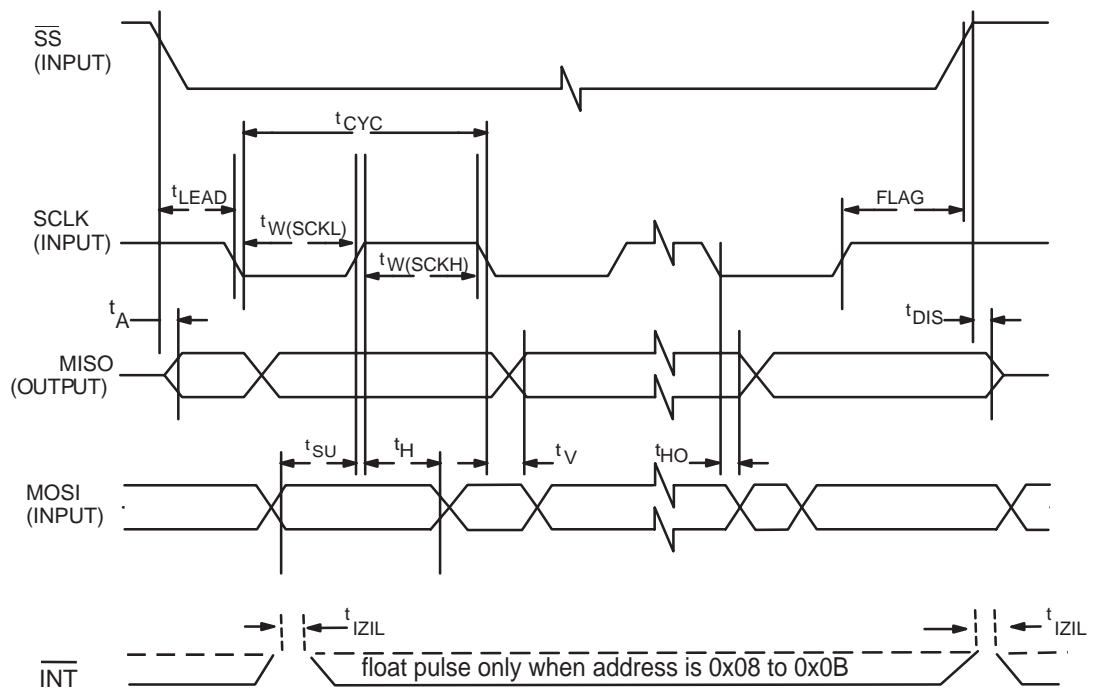 SS
(INPUT)
tCYC
tLEAD
FLAG
SCLK
(INPUT)
tW(SCKL)
tW(SCKH)
tA
tDIS
MISO
(OUTPUT)
tSU
tH
tV
tHO
MOSI
(INPUT)
tIZIL
tIZIL
INT
float pulse only when address is 0x08 to 0x0B